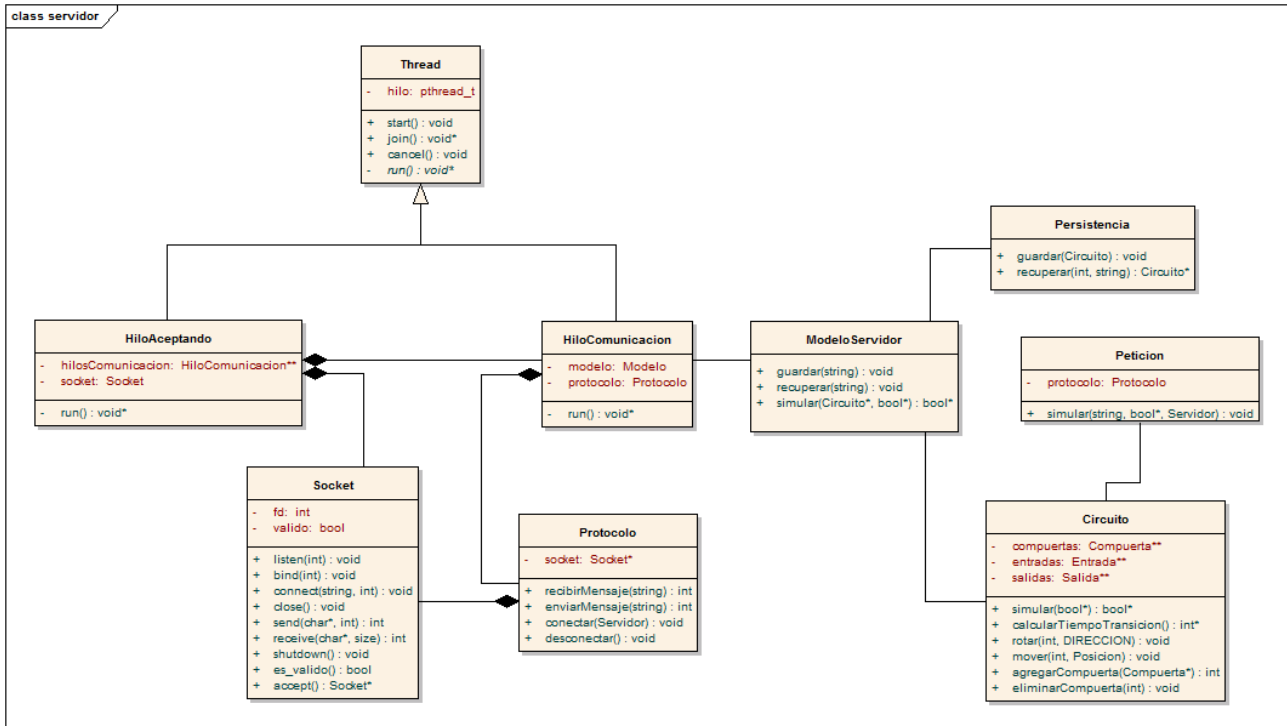 class servidor
Thread
- hilo: pthread_t
+ start() : void
+ join() : void*
+ cancel() : void
- run() : void*
Persistencia
+ guardar(Circuito) : void
+ recuperar(int, string) : Circuito*
HiloAceptando
- hilosComunicacion: HiloComunicacion**
- socket: Socket
- run() : void*
HiloComunicacion
- modelo: Modelo
- protocolo: Protocolo
- run() : void*
ModeloServidor
+ guardar(string) : void
+ recuperar(string) : void
+ simular(Circuito*, bool*) : bool*
Peticion
- protocolo: Protocolo
+ simular(string, bool*, Servidor) : void
Socket
- fd: int
- valido: bool
+ listen(int) : void
+ bind(int) : void
+ connect(string, int) : void
+ close() : void
+ send(char*, int) : int
+ receive(char*, size) : int
+ shutdown() : void
+ es_valido() : bool
+ accept() : Socket*
Protocolo
- socket: Socket*
+ recibirMensaje(string) : int
+ enviarMensaje(string) : int
+ conectar(Servidor) : void
+ desconectar() : void
Circuito
- compuertas: Compuerta**
- entradas: Entrada**
- salidas: Salida**
+ simular(bool*) : bool*
+ calcularTiempoTransicion() : int*
+ rotar(int, DIRECCION) : void
+ mover(int, Posicion) : void
+ agregarCompuerta(Compuerta*) : int
+ eliminarCompuerta(int) : void